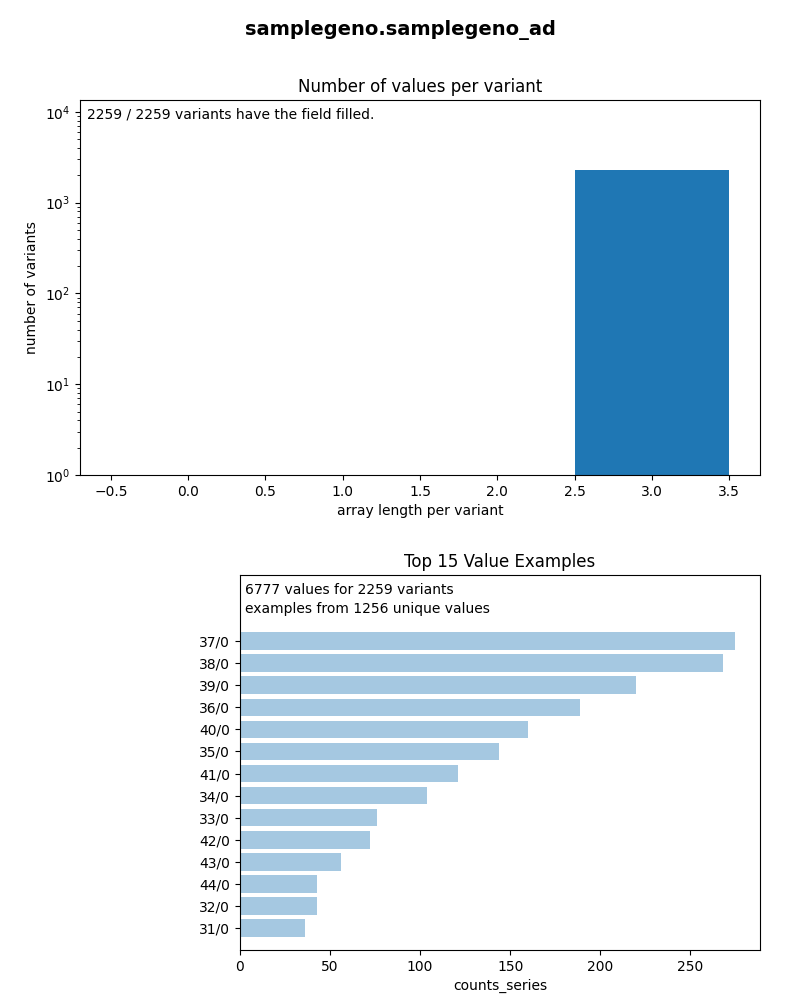 samplegeno.samplegeno_ad
Number of values per variant
2259 / 2259 variants have the field filled.
number of variants
10⁴
10³
10²
10¹
10⁰
−0.5 0.0 0.5 1.0 1.5 2.0 2.5 3.0 3.5
array length per variant
Top 15 Value Examples
6777 values for 2259 variants
examples from 1256 unique values
37/0
38/0
39/0
36/0
40/0
35/0
41/0
34/0
33/0
42/0
43/0
44/0
32/0
31/0
0 50 100 150 200 250
counts_series